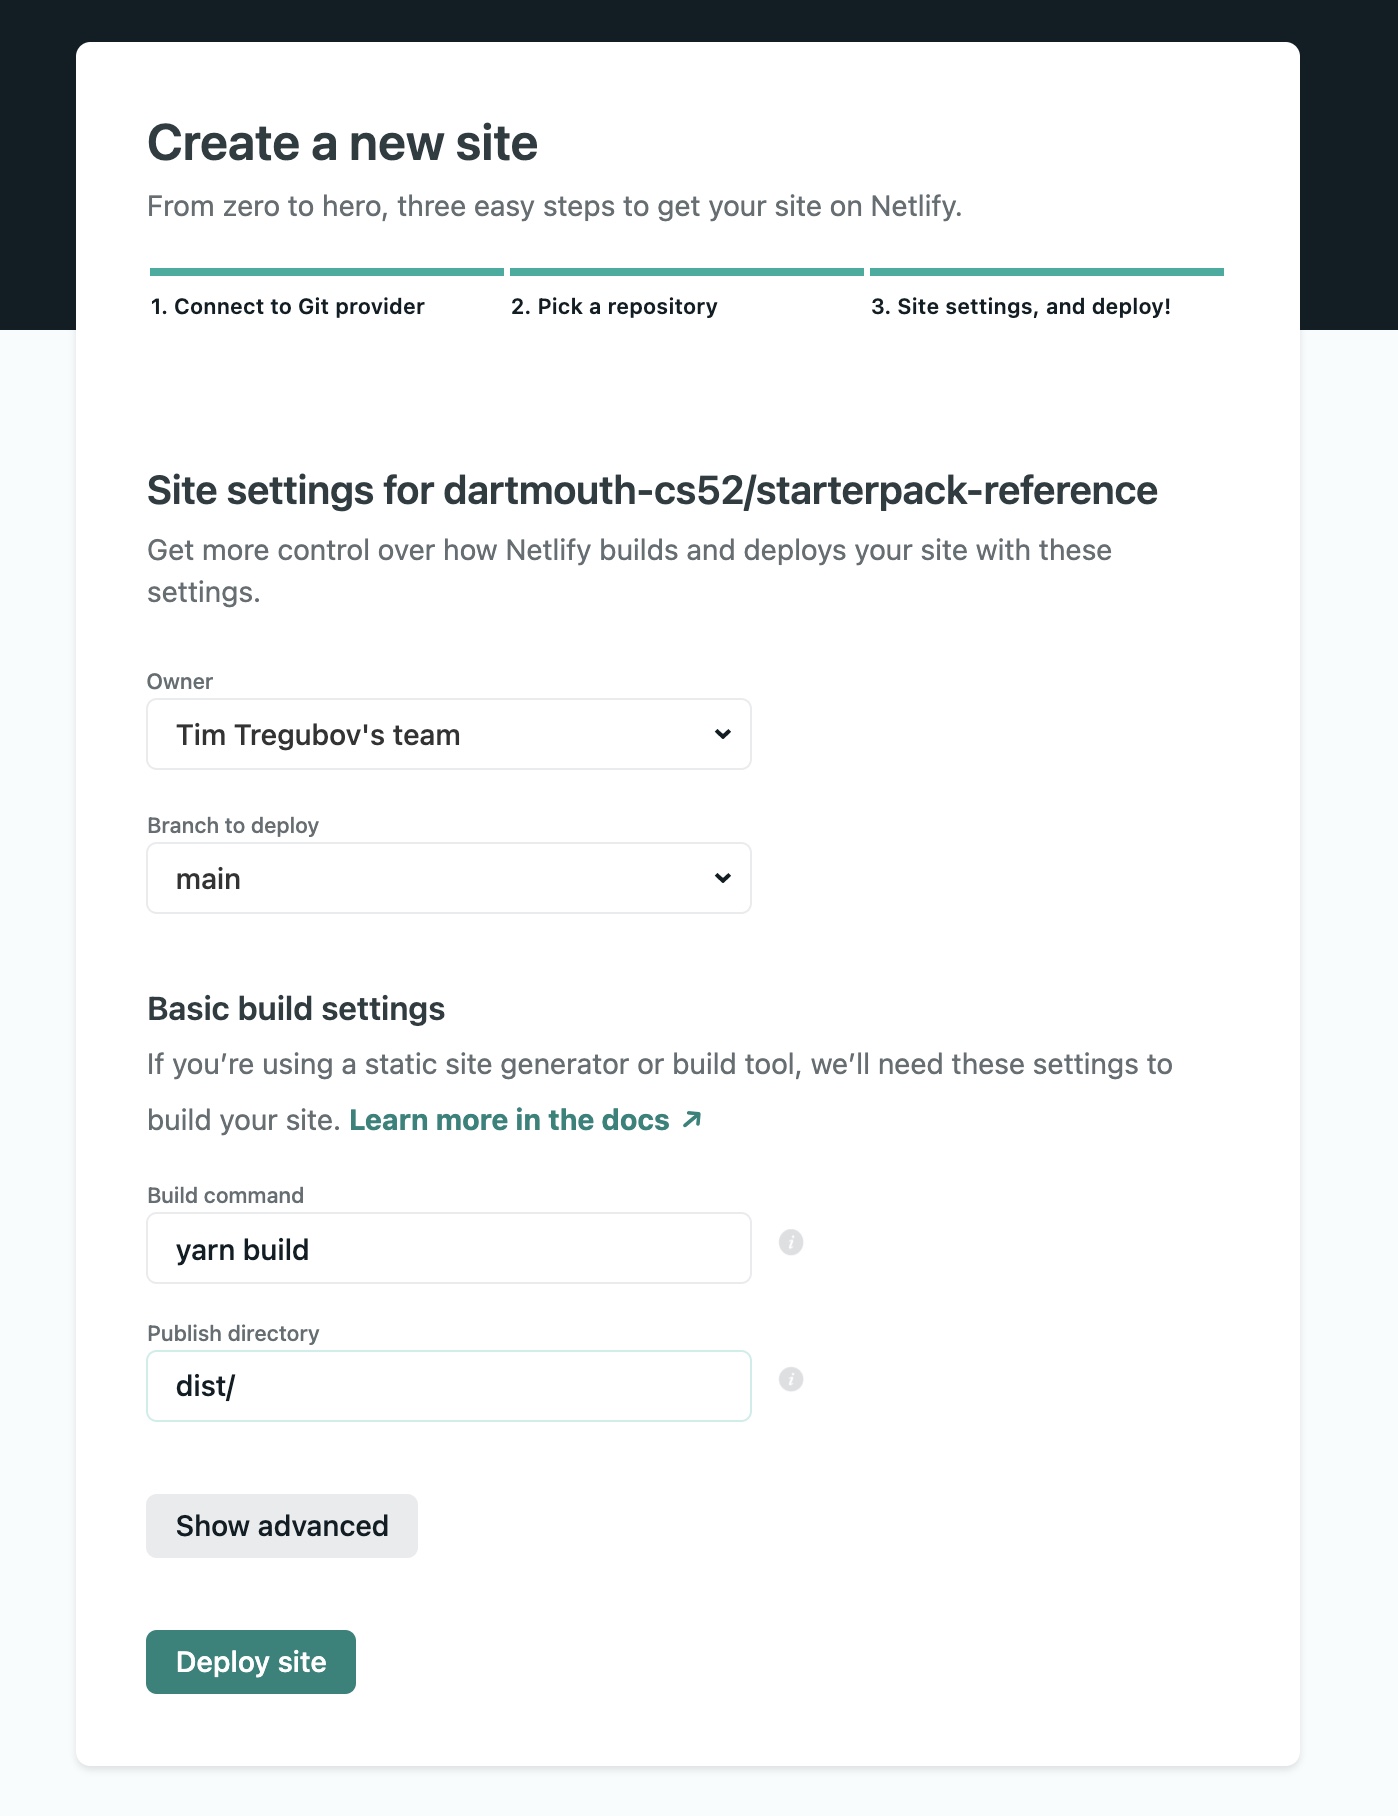 Create a new site
From zero to hero, three easy steps to get your site on Netlify.
1. Connect to Git provider
2. Pick a repository
3. Site settings, and deploy!
Site settings for dartmouth-cs52/starterpack-reference
Get more control over how Netlify builds and deploys your site with these
settings.
Owner
Tim Tregubov's team
Branch to deploy
main
Basic build settings
If you’re using a static site generator or build tool, we’ll need these settings to
build your site. Learn more in the docs ↗
Build command
yarn build
i
Publish directory
dist/
i
Show advanced
Deploy site